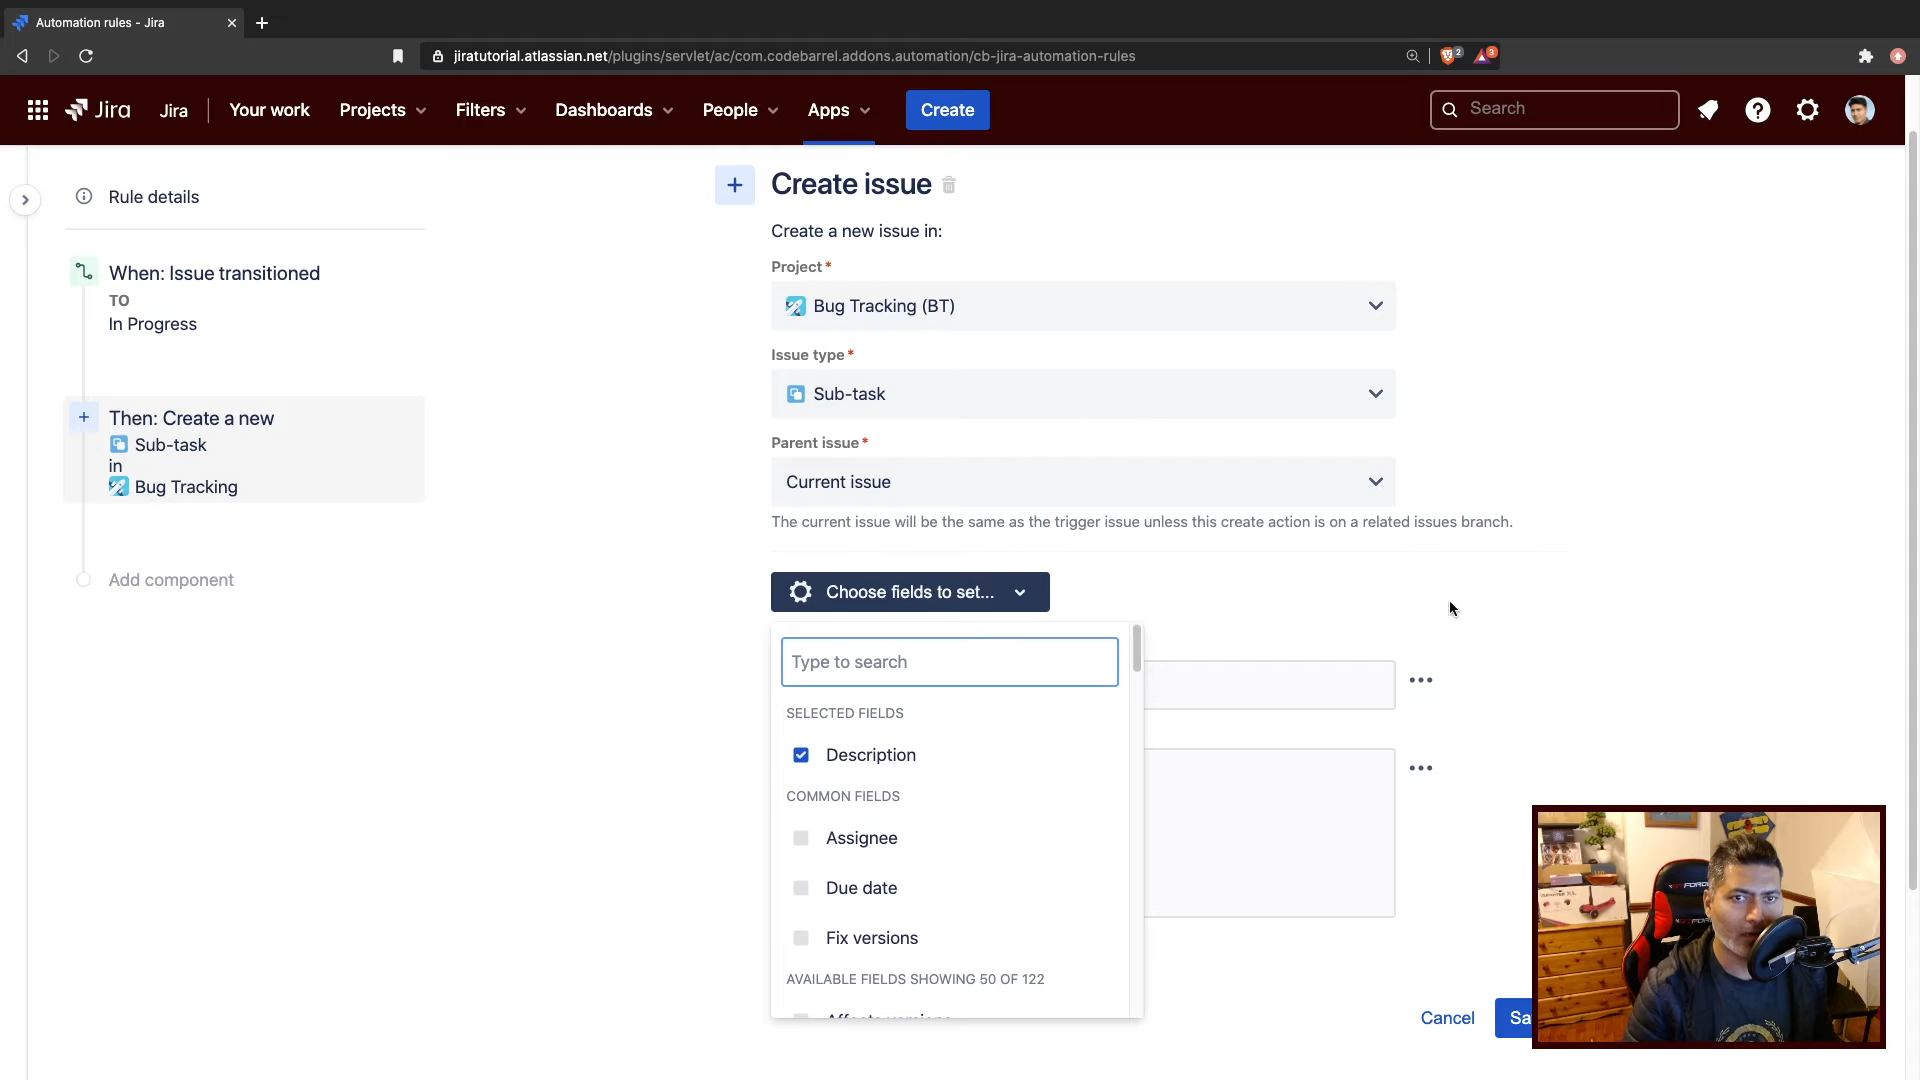 Automation rules - Jira
jiratutorial.atlassian.net/plugins/servlet/ac/com.codebarrel.addons.automation/cb-jira-automation-rules
2
3
Jira
Jira
Your work
Projects
Filters
Dashboards
People
Apps
Create
Search
Rule details
When: Issue transitioned
TO
In Progress
Then: Create a new
Sub-task
in
Bug Tracking
Add component
Create issue
Create a new issue in:
Project*
Bug Tracking (BT)
Issue type*
Sub-task
Parent issue*
Current issue
The current issue will be the same as the trigger issue unless this create action is on a related issues branch.
Choose fields to set...
Type to search
SELECTED FIELDS
Description
COMMON FIELDS
Assignee
Due date
Fix versions
AVAILABLE FIELDS SHOWING 50 OF 122
Affects versions
Cancel
Sa